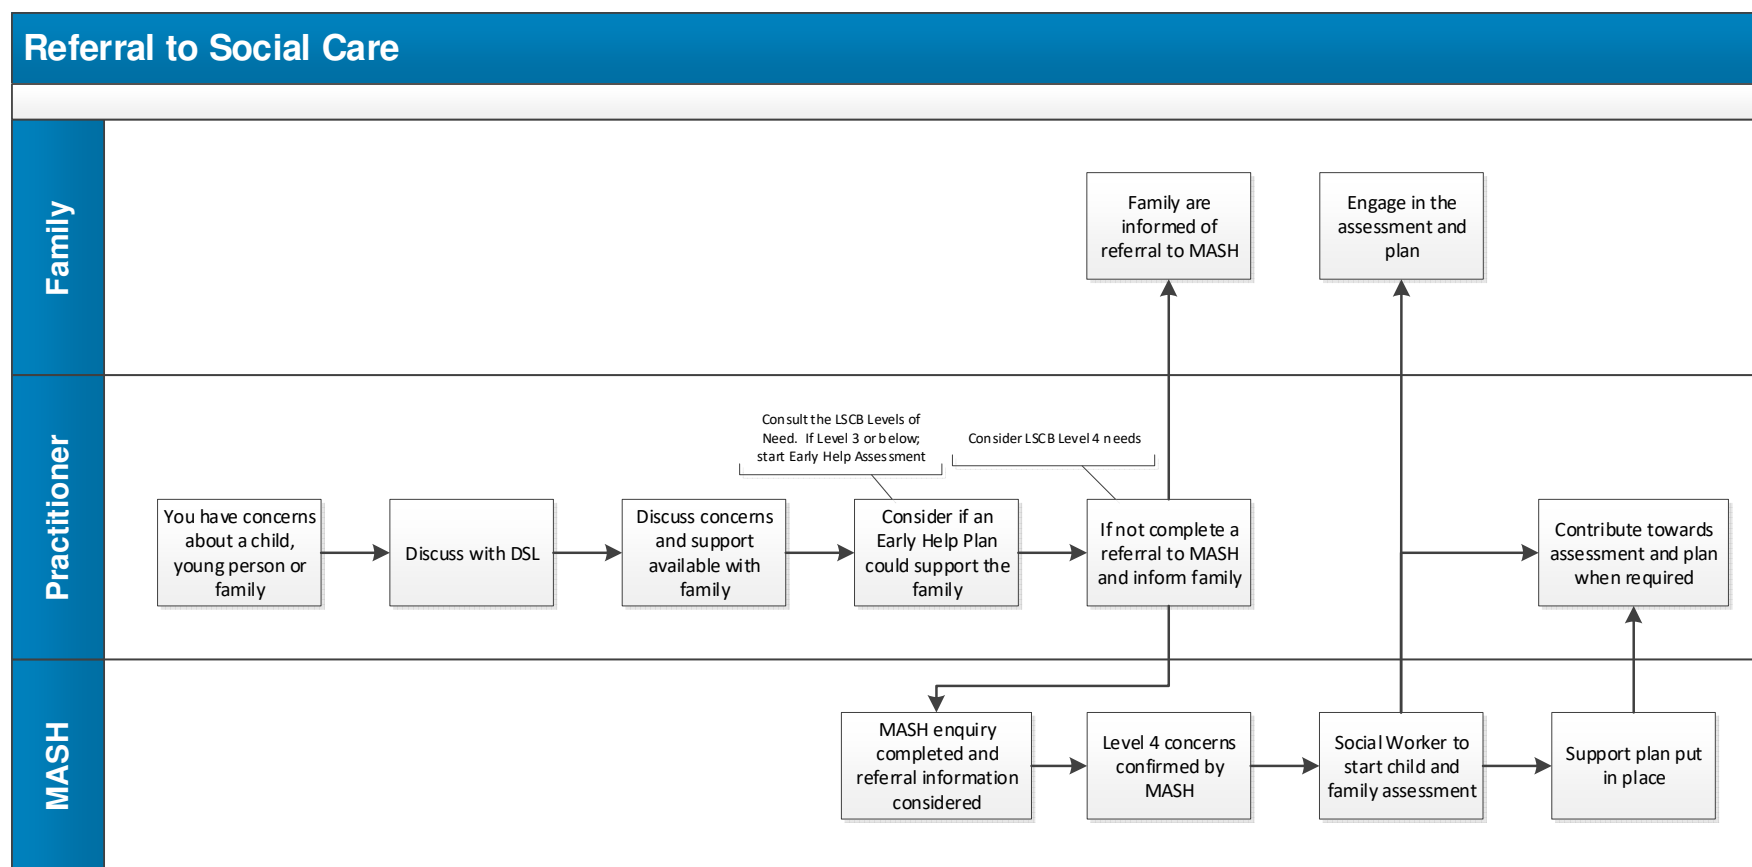 Referral to Social Care
Family
Family are
informed of
referral to MASH
Engage in the
assessment and
plan
Practitioner
Consult the LSCB Levels of
Need. If Level 3 or below;
start Early Help Assessment
Consider LSCB Level 4 needs
You have concerns
about a child,
young person or
family
Discuss with DSL
Discuss concerns
and support
available with
family
Consider if an
Early Help Plan
could support the
family
If not complete a
referral to MASH
and inform family
Contribute towards
assessment and plan
when required
MASH
MASH enquiry
completed and
referral information
considered
Level 4 concerns
confirmed by
MASH
Social Worker to
start child and
family assessment
Support plan put
in place